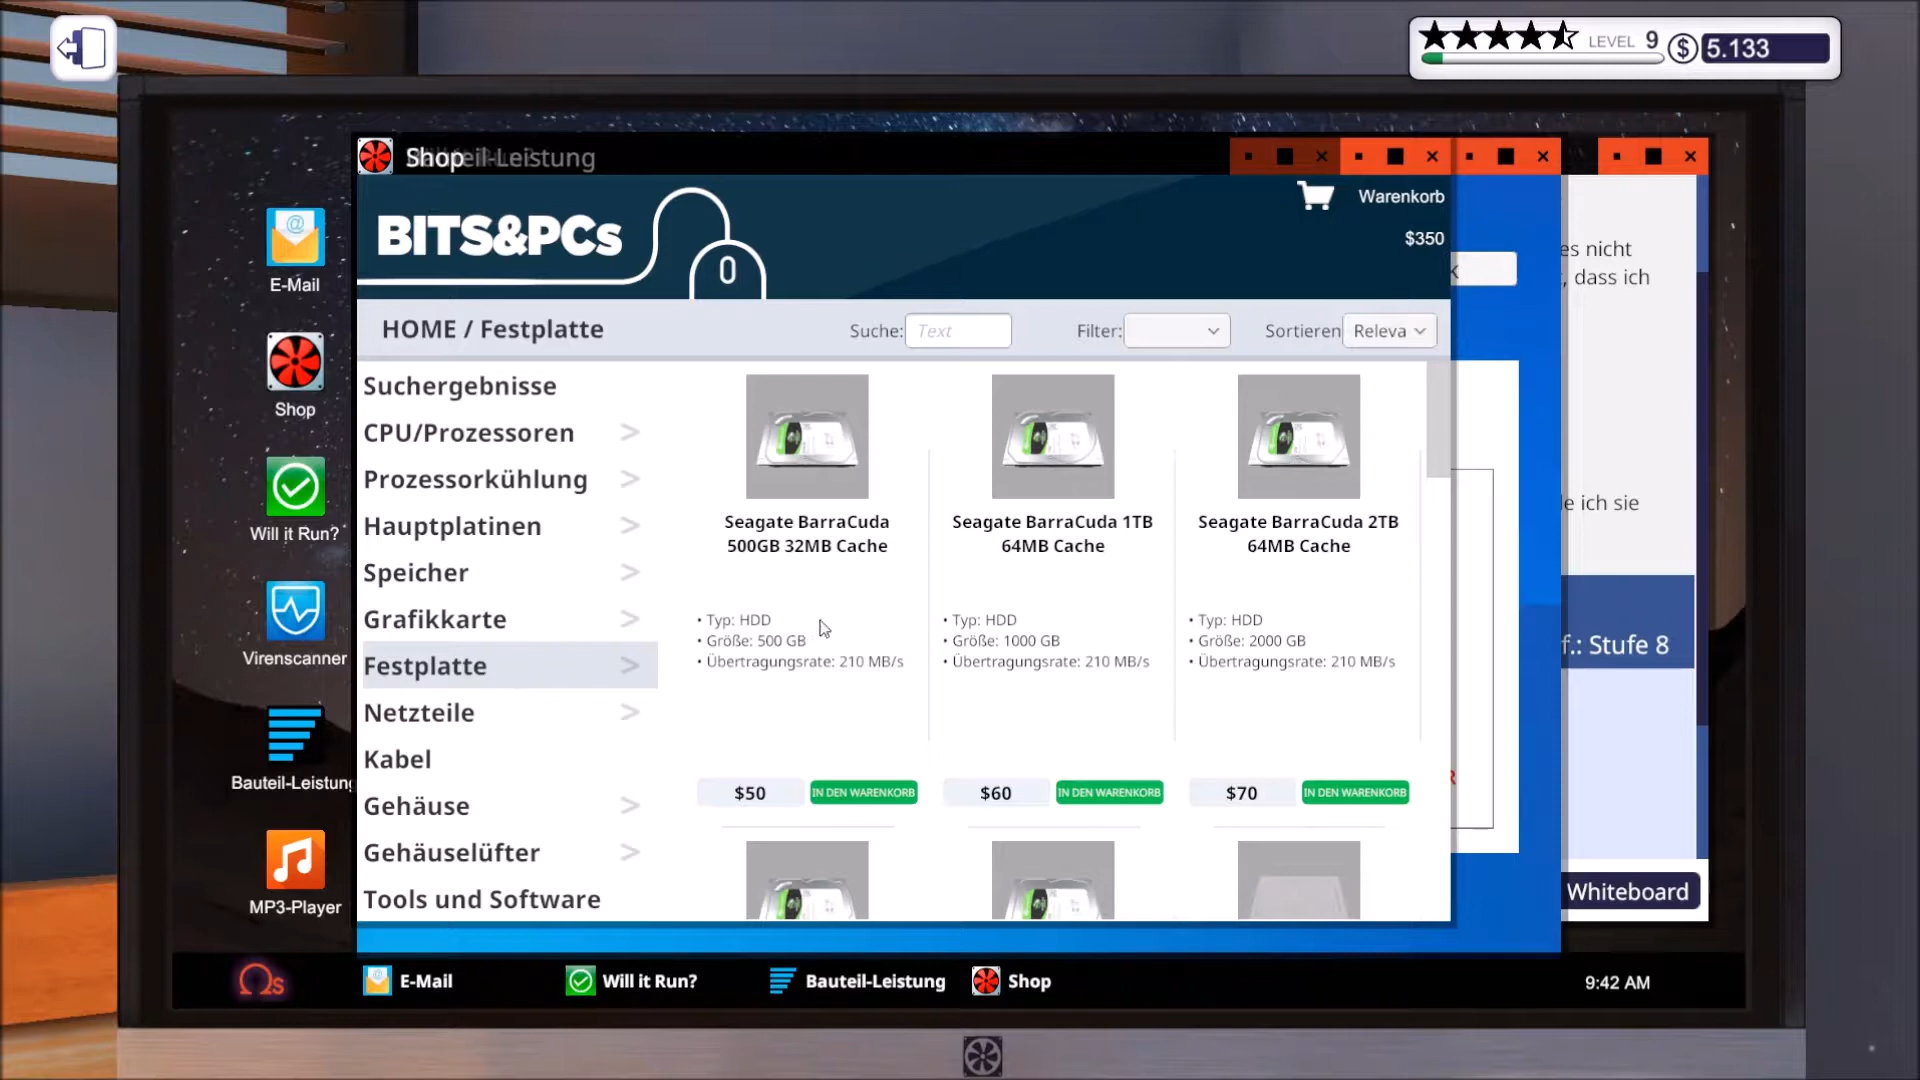 LEVEL 9
$ 5.133
Shop
Bauteil-Leistung
BITS&PCs
Warenkorb
$350
HOME / Festplatte
Suche: Text
Filter:
Sortieren Releva
Suchergebnisse
CPU/Prozessoren >
Prozessorkühlung >
Hauptplatinen >
Speicher >
Grafikkarte >
Festplatte >
Netzteile >
Kabel
Gehäuse >
Gehäuselüfter >
Tools und Software
Seagate BarraCuda
500GB 32MB Cache
• Typ: HDD
• Größe: 500 GB
• Übertragungsrate: 210 MB/s
$50 IN DEN WARENKORB
Seagate BarraCuda 1TB
64MB Cache
• Typ: HDD
• Größe: 1000 GB
• Übertragungsrate: 210 MB/s
$60 IN DEN WARENKORB
Seagate BarraCuda 2TB
64MB Cache
• Typ: HDD
• Größe: 2000 GB
• Übertragungsrate: 210 MB/s
$70 IN DEN WARENKORB
es nicht
, dass ich
e ich sie
f.: Stufe 8
Whiteboard
E-Mail
Shop
Will it Run?
Virenscanner
Bauteil-Leistung
MP3-Player
Ωs
E-Mail
Will it Run?
Bauteil-Leistung
Shop
9:42 AM